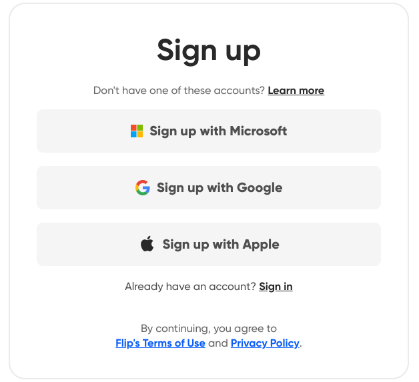 Sign up
Don't have one of these accounts? Learn more
Sign up with Microsoft
Sign up with Google
Sign up with Apple
Already have an account? Sign in
By continuing, you agree to
Flip's Terms of Use and Privacy Policy.